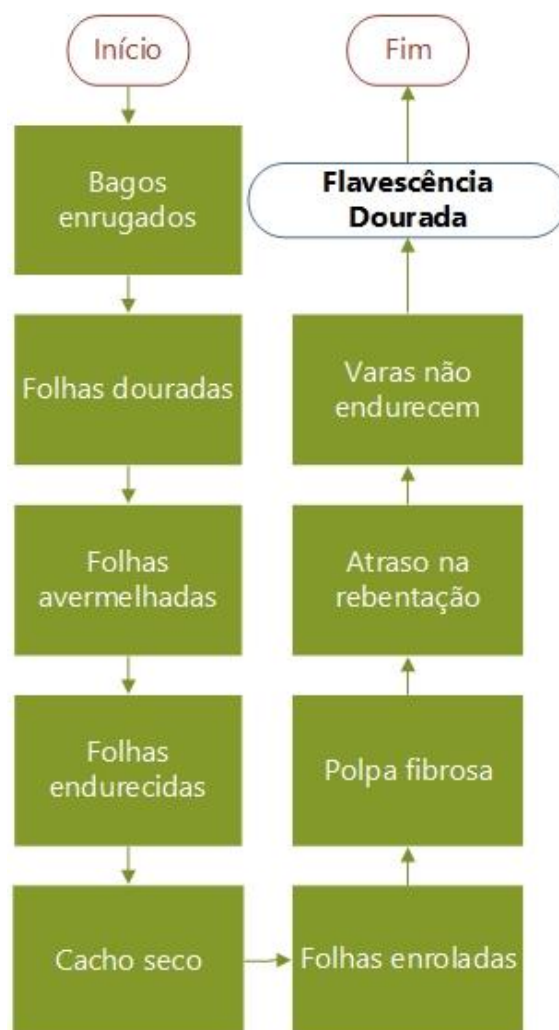 Início
Bagos
enrugados
Folhas douradas
Folhas
avermelhadas
Folhas
endurecidas
Cacho seco
Folhas enroladas
Polpa fibrosa
Atraso na
rebentação
Varas não
endurecem
Flavescência
Dourada
Fim